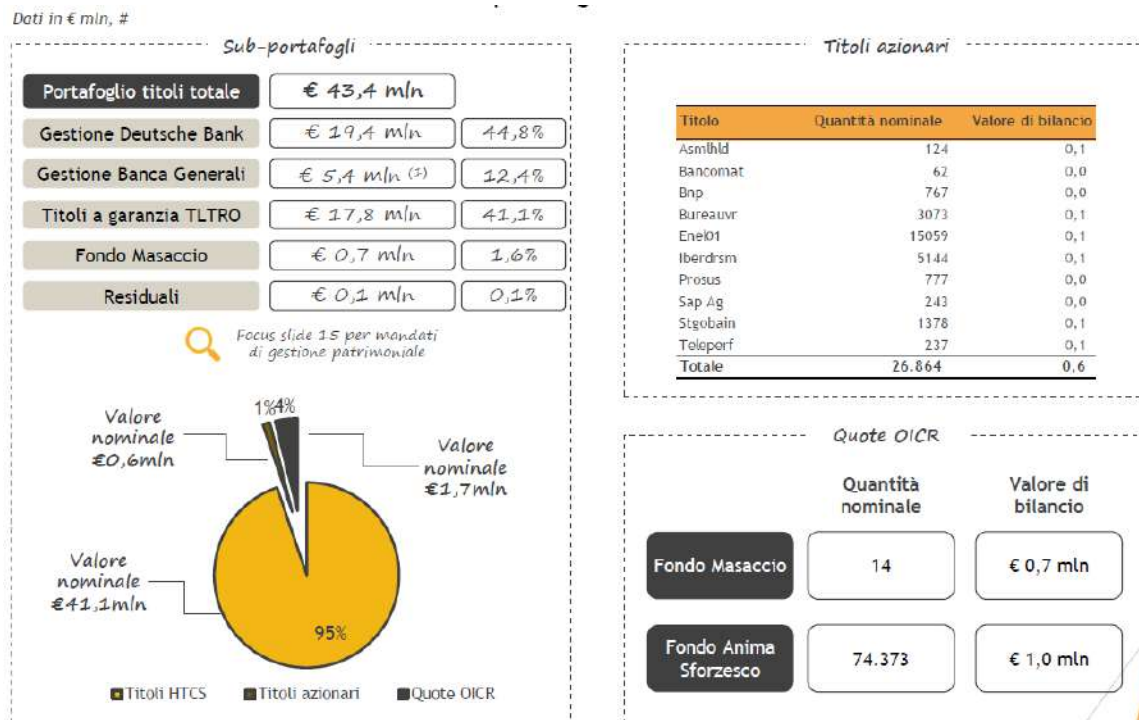 Dati in € mln, #
Sub-portafogli
Portafoglio titoli totale € 43,4 mln
Gestione Deutsche Bank € 19,4 mln 44,8%
Gestione Banca Generali € 5,4 mln (1) 12,4%
Titoli a garanzia TLTRO € 17,8 mln 41,1%
Fondo Masaccio € 0,7 mln 1,6%
Residuali € 0,1 mln 0,1%
Focus slide 15 per mandati
di gestione patrimoniale
1% 4%
Valore
nominale
€0,6mln
Valore
nominale
€1,7mln
Valore
nominale
€41,1mln
95%
Titoli HTCS Titoli azionari Quote OICR
Titoli azionari
Titolo Quantità nominale Valore di bilancio
Asmlhld 124 0,1
Bancomat 62 0,0
Bnp 767 0,0
Bureauvr 3073 0,1
Enel01 15059 0,1
Iberdrsm 5144 0,1
Prosus 777 0,0
Sap Ag 243 0,0
Stgobain 1378 0,1
Teleperf 237 0,1
Totale 26.864 0,6
Quote OICR
Quantità
nominale
Valore di
bilancio
Fondo Masaccio 14 € 0,7 mln
Fondo Anima
Sforzesco
74.373 € 1,0 mln